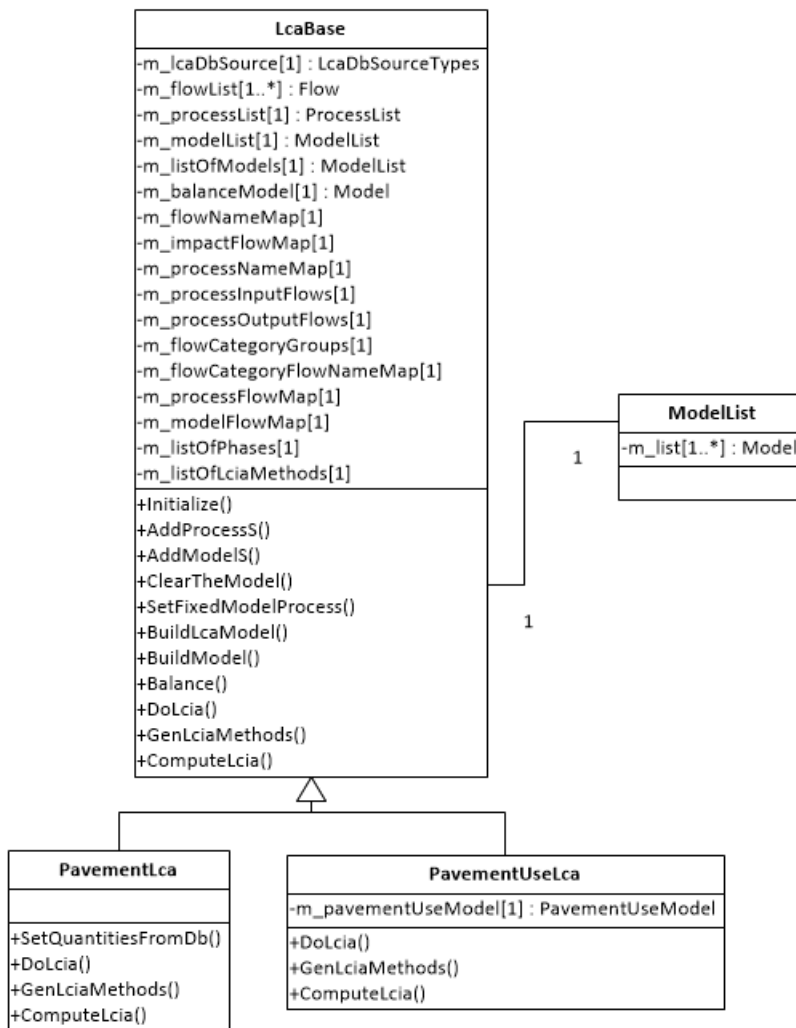 LcaBase
-m_lcaDbSource[1] : LcaDbSourceTypes
-m_flowList[1..*] : Flow
-m_processList[1] : ProcessList
-m_modelList[1] : ModelList
-m_listOfModels[1] : ModelList
-m_balanceModel[1] : Model
-m_flowNameMap[1]
-m_impactFlowMap[1]
-m_processNameMap[1]
-m_processInputFlows[1]
-m_processOutputFlows[1]
-m_flowCategoryGroups[1]
-m_flowCategoryFlowNameMap[1]
-m_processFlowMap[1]
-m_modelFlowMap[1]
-m_listOfPhases[1]
-m_listOfLciaMethods[1]
+Initialize()
+AddProcessS()
+AddModelS()
+ClearTheModel()
+SetFixedModelProcess()
+BuildLcaModel()
+BuildModel()
+Balance()
+DoLcia()
+GenLciaMethods()
+ComputeLcia()
ModelList
-m_list[1..*] : Model
1
1
PavementLca
+SetQuantitiesFromDb()
+DoLcia()
+GenLciaMethods()
+ComputeLcia()
PavementUseLca
-m_pavementUseModel[1] : PavementUseModel
+DoLcia()
+GenLciaMethods()
+ComputeLcia()